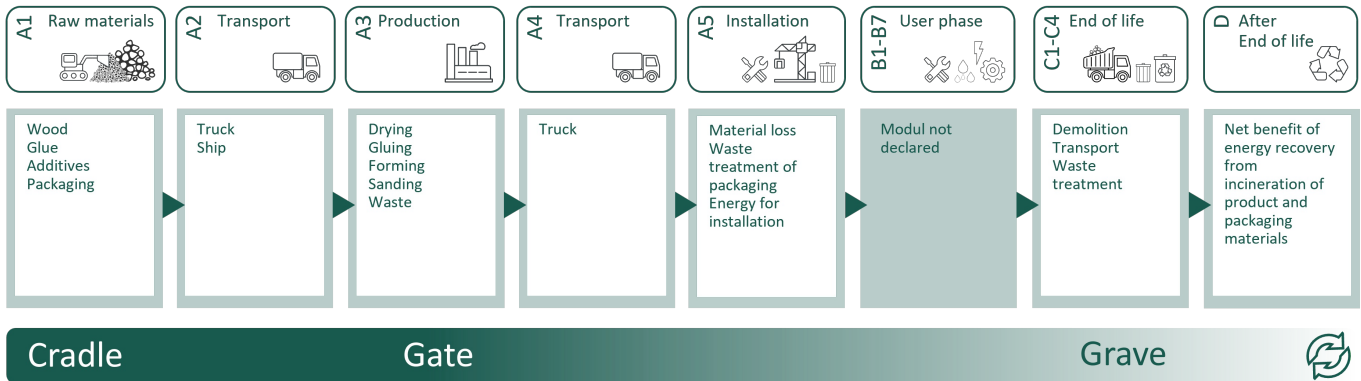 A1
Raw materials
A2
Transport
A3
Production
A4
Transport
A5
Installation
B1-B7
User phase
C1-C4
End of life
D
After
End of life
Wood
Glue
Additives
Packaging
Truck
Ship
Drying
Gluing
Forming
Sanding
Waste
Truck
Material loss
Waste
treatment of
packaging
Energy for
installation
Modul not
declared
Demolition
Transport
Waste
treatment
Net benefit of
energy recovery
from
incineration of
product and
packaging
materials
Cradle
Gate
Grave